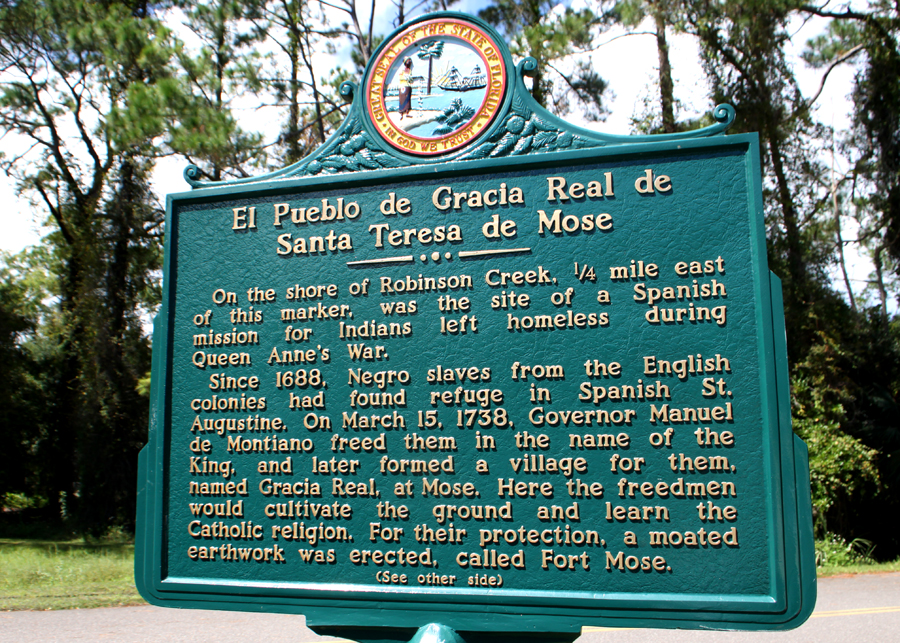 GREAT SEAL OF THE STATE OF FLORIDA
IN GOD WE TRUST
El Pueblo de Gracia Real de
Santa Teresa de Mose
On the shore of Robinson Creek, 1/4 mile east
of this marker, was the site of a Spanish
mission for Indians left homeless during
Queen Anne's War.
Since 1688, Negro slaves from the English
colonies had found refuge in Spanish St.
Augustine. On March 15, 1738, Governor Manuel
de Montiano freed them in the name of the
King, and later formed a village for them,
named Gracia Real, at Mose. Here the freedmen
would cultivate the ground and learn the
Catholic religion. For their protection, a moated
earthwork was erected, called Fort Mose.
(See other side)